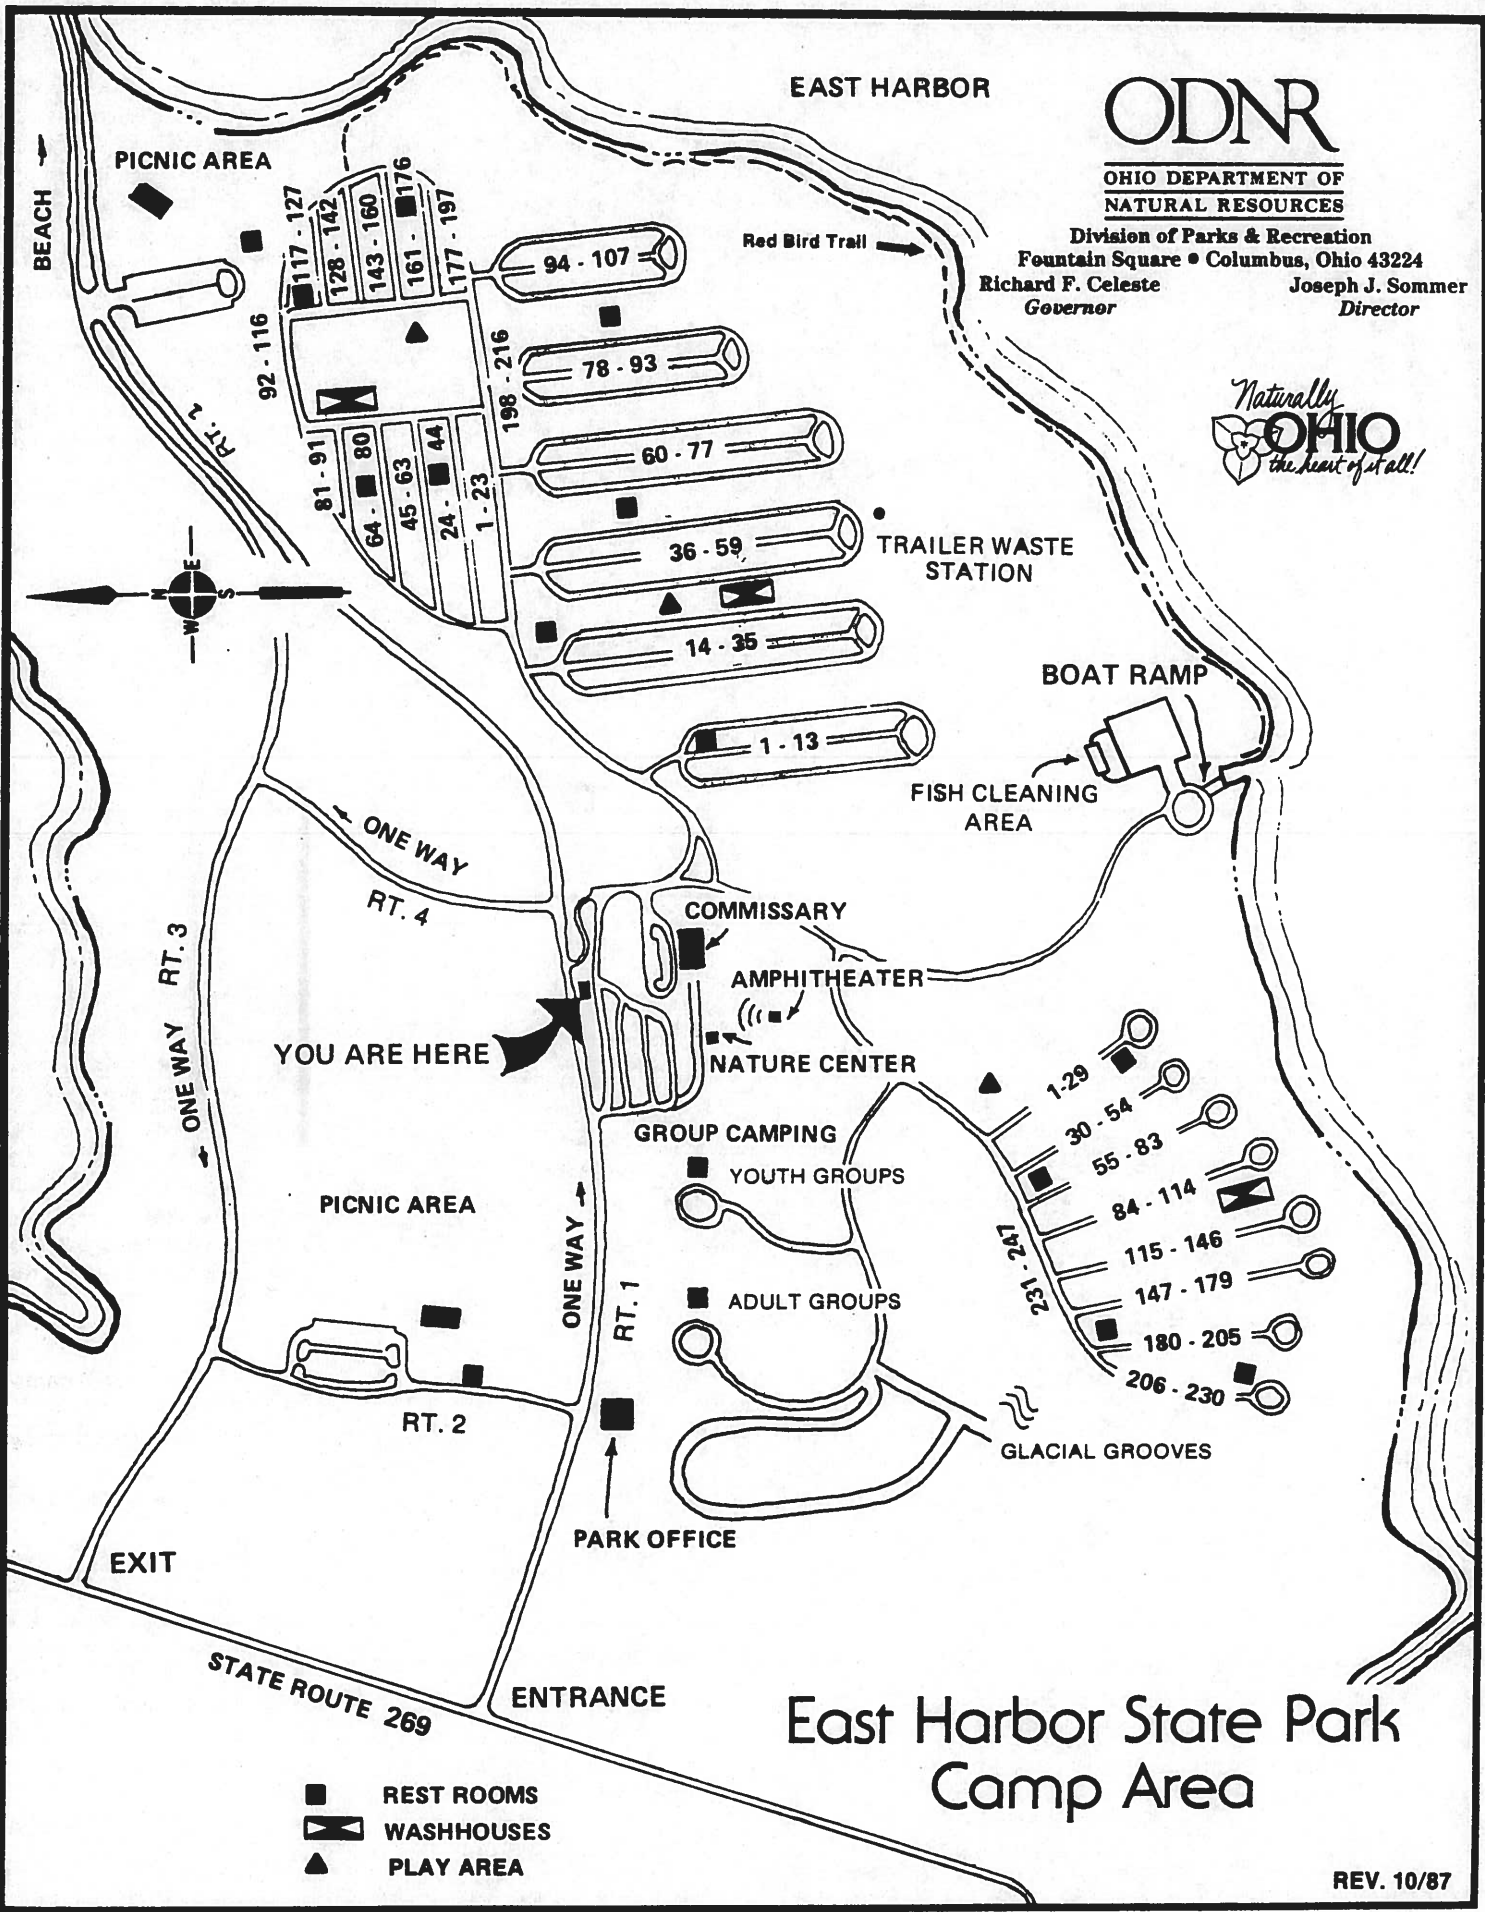 EAST HARBOR
ODNR
OHIO DEPARTMENT OF
NATURAL RESOURCES
Division of Parks & Recreation
Fountain Square • Columbus, Ohio 43224
Richard F. Celeste
Governor
Joseph J. Sommer
Director
Naturally
OHIO
the heart of it all!
BEACH
PICNIC AREA
117 - 127
128 - 142
143 - 160
161 - 176
177 - 197
94 - 107
Red Bird Trail
92 - 116
198 - 216
78 - 93
RT. 2
60 - 77
81 - 91
64 - 80
45 - 63
24 - 44
1 - 23
36 - 59
TRAILER WASTE
STATION
N
E
S
W
14 - 35
BOAT RAMP
1 - 13
FISH CLEANING
AREA
ONE WAY
RT. 4
RT. 3
ONE WAY
COMMISSARY
AMPHITHEATER
YOU ARE HERE
NATURE CENTER
1-29
30 - 54
55 - 83
84 - 114
115 - 146
147 - 179
180 - 205
206 - 230
231 - 247
GROUP CAMPING
YOUTH GROUPS
PICNIC AREA
ONE WAY
RT. 1
ADULT GROUPS
RT. 2
GLACIAL GROOVES
PARK OFFICE
EXIT
STATE ROUTE 269
ENTRANCE
East Harbor State Park
Camp Area
REST ROOMS
WASHHOUSES
PLAY AREA
REV. 10/87